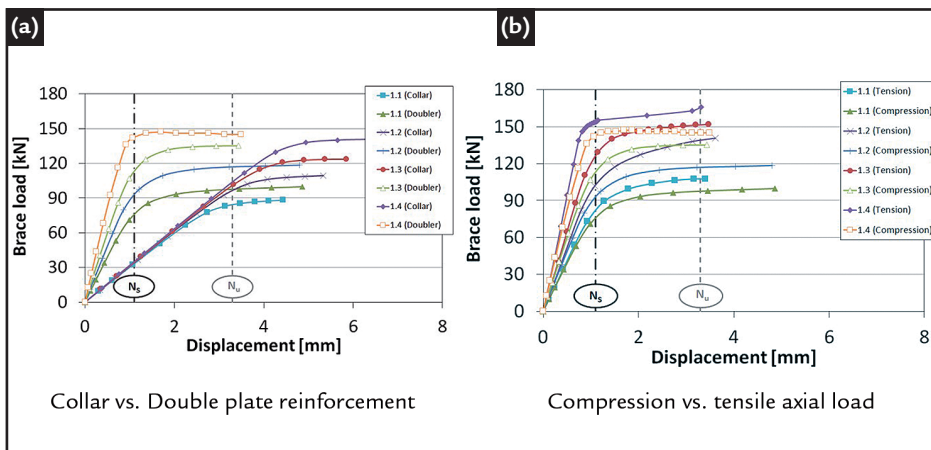 (a)
Brace load [kN]
180
150
120
90
60
30
0
0 2 4 6 8
Displacement [mm]
Ns
Nu
1.1 (Collar)
1.1 (Doubler)
1.2 (Collar)
1.2 (Doubler)
1.3 (Collar)
1.3 (Doubler)
1.4 (Collar)
1.4 (Doubler)
Collar vs. Double plate reinforcement
(b)
Brace load [kN]
180
150
120
90
60
30
0
0 2 4 6 8
Displacement [mm]
Ns
Nu
1.1 (Tension)
1.1 (Compression)
1.2 (Tension)
1.2 (Compression)
1.3 (Tension)
1.3 (Compression)
1.4 (Tension)
1.4 (Compression)
Compression vs. tensile axial load